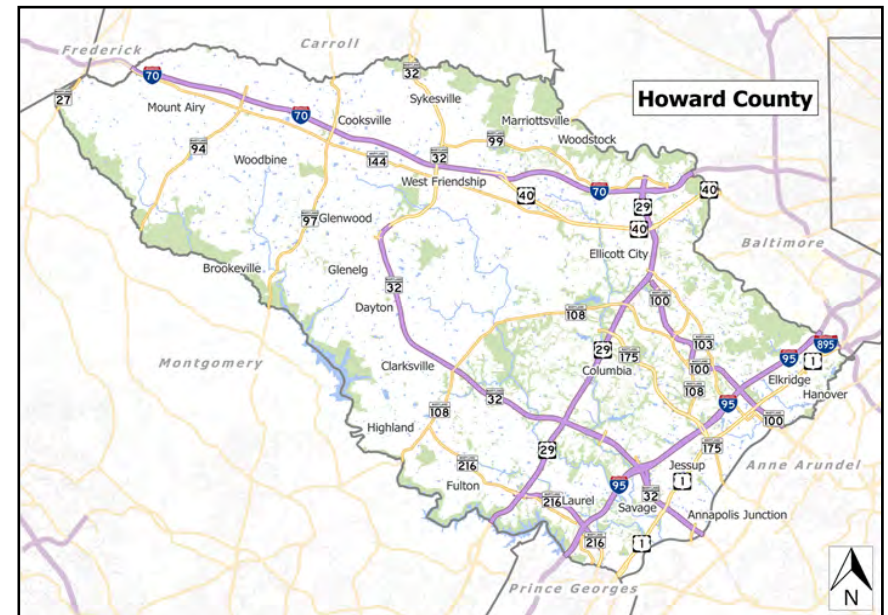 Frederick
Carroll
70
32
27
Mount Airy
Sykesville
Howard County
70
Cooksville
Marriottsville
94
99
Woodstock
Woodbine
144
32
West Friendship
40
70
40
29
97
Glenwood
40
Baltimore
Ellicott City
Brookeville
Glenelg
32
100
Dayton
108
103
895
29
175
95
1
Montgomery
Clarksville
Columbia
100
Elkridge
32
108
95
Hanover
108
100
Highland
29
175
216
Jessup
Anne Arundel
Fulton
95
1
216
Laurel
32
Savage
Annapolis Junction
216
1
Prince Georges
N